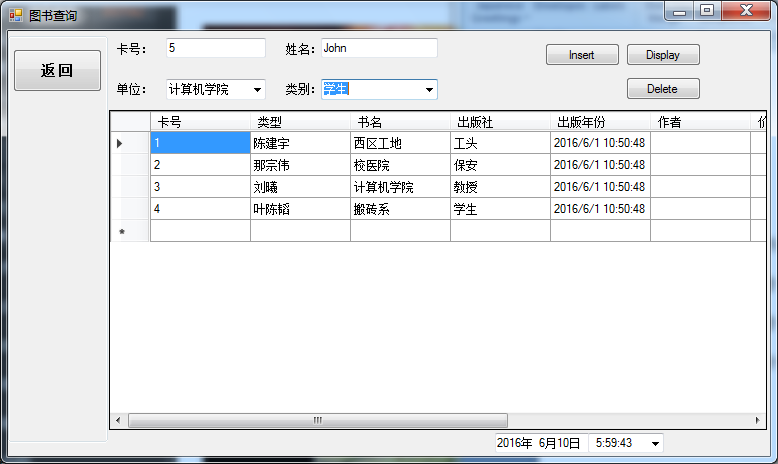 图书查询
卡号： 5 姓名： John Insert Display
返回
单位： 计算机学院 类别： 学生 Delete
卡号 类型 书名 出版社 出版年份 作者
1 陈建宇 西区工地 工头 2016/6/1 10:50:48
2 那宗伟 校医院 保安 2016/6/1 10:50:48
3 刘曦 计算机学院 教授 2016/6/1 10:50:48
4 叶陈韬 搬砖系 学生 2016/6/1 10:50:48
2016年 6月10日 5:59:43